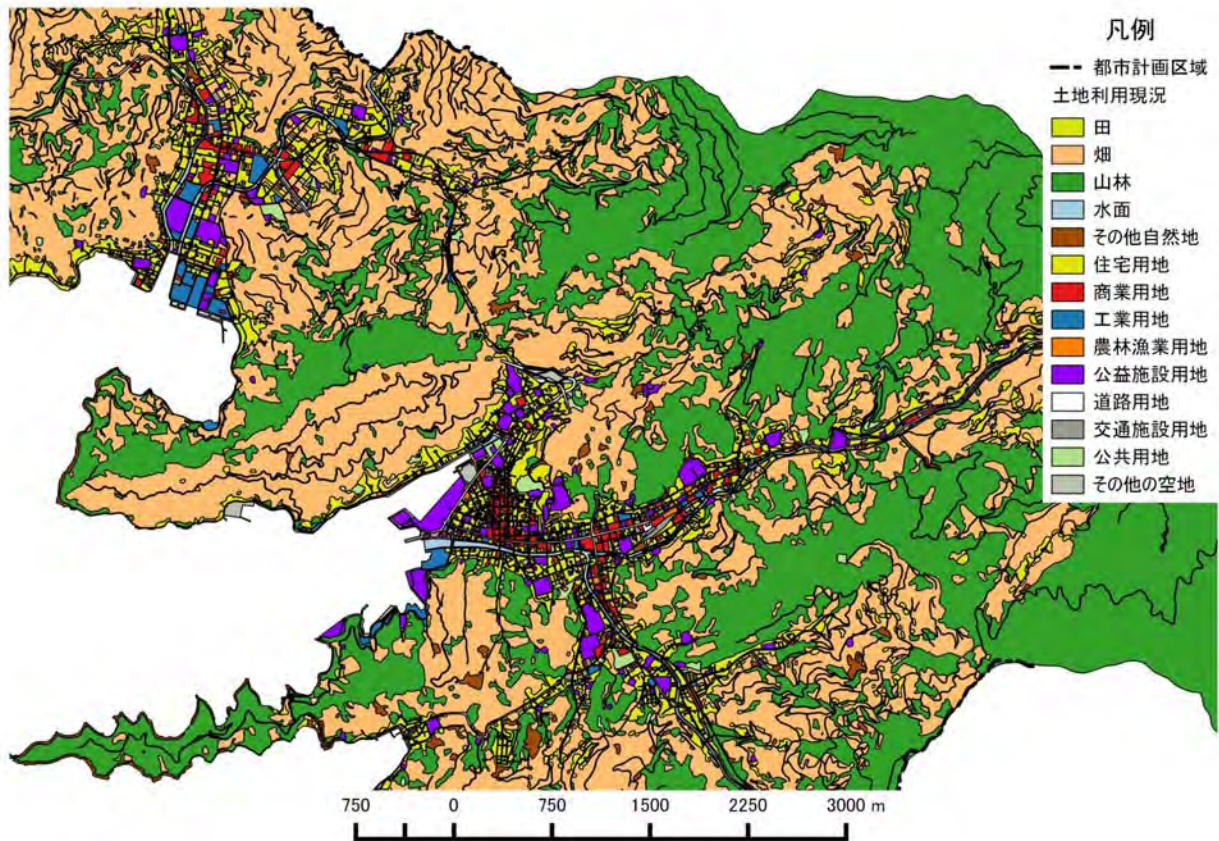 凡例
都市計画区域
土地利用現況
田
畑
山林
水面
その他自然地
住宅用地
商業用地
工業用地
農林漁業用地
公益施設用地
道路用地
交通施設用地
公共用地
その他の空地
750 0 750 1500 2250 3000 m